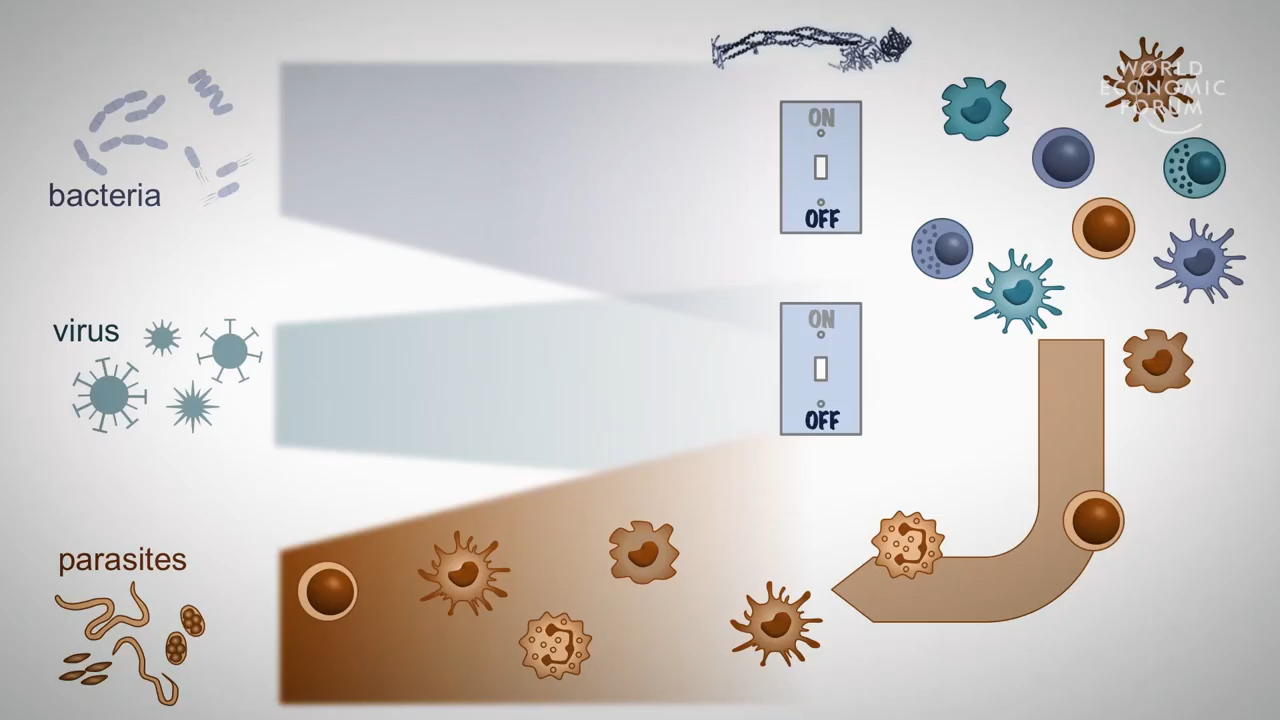 WORLD
ECONOMIC
FORUM
ON
OFF
bacteria
virus
ON
OFF
parasites